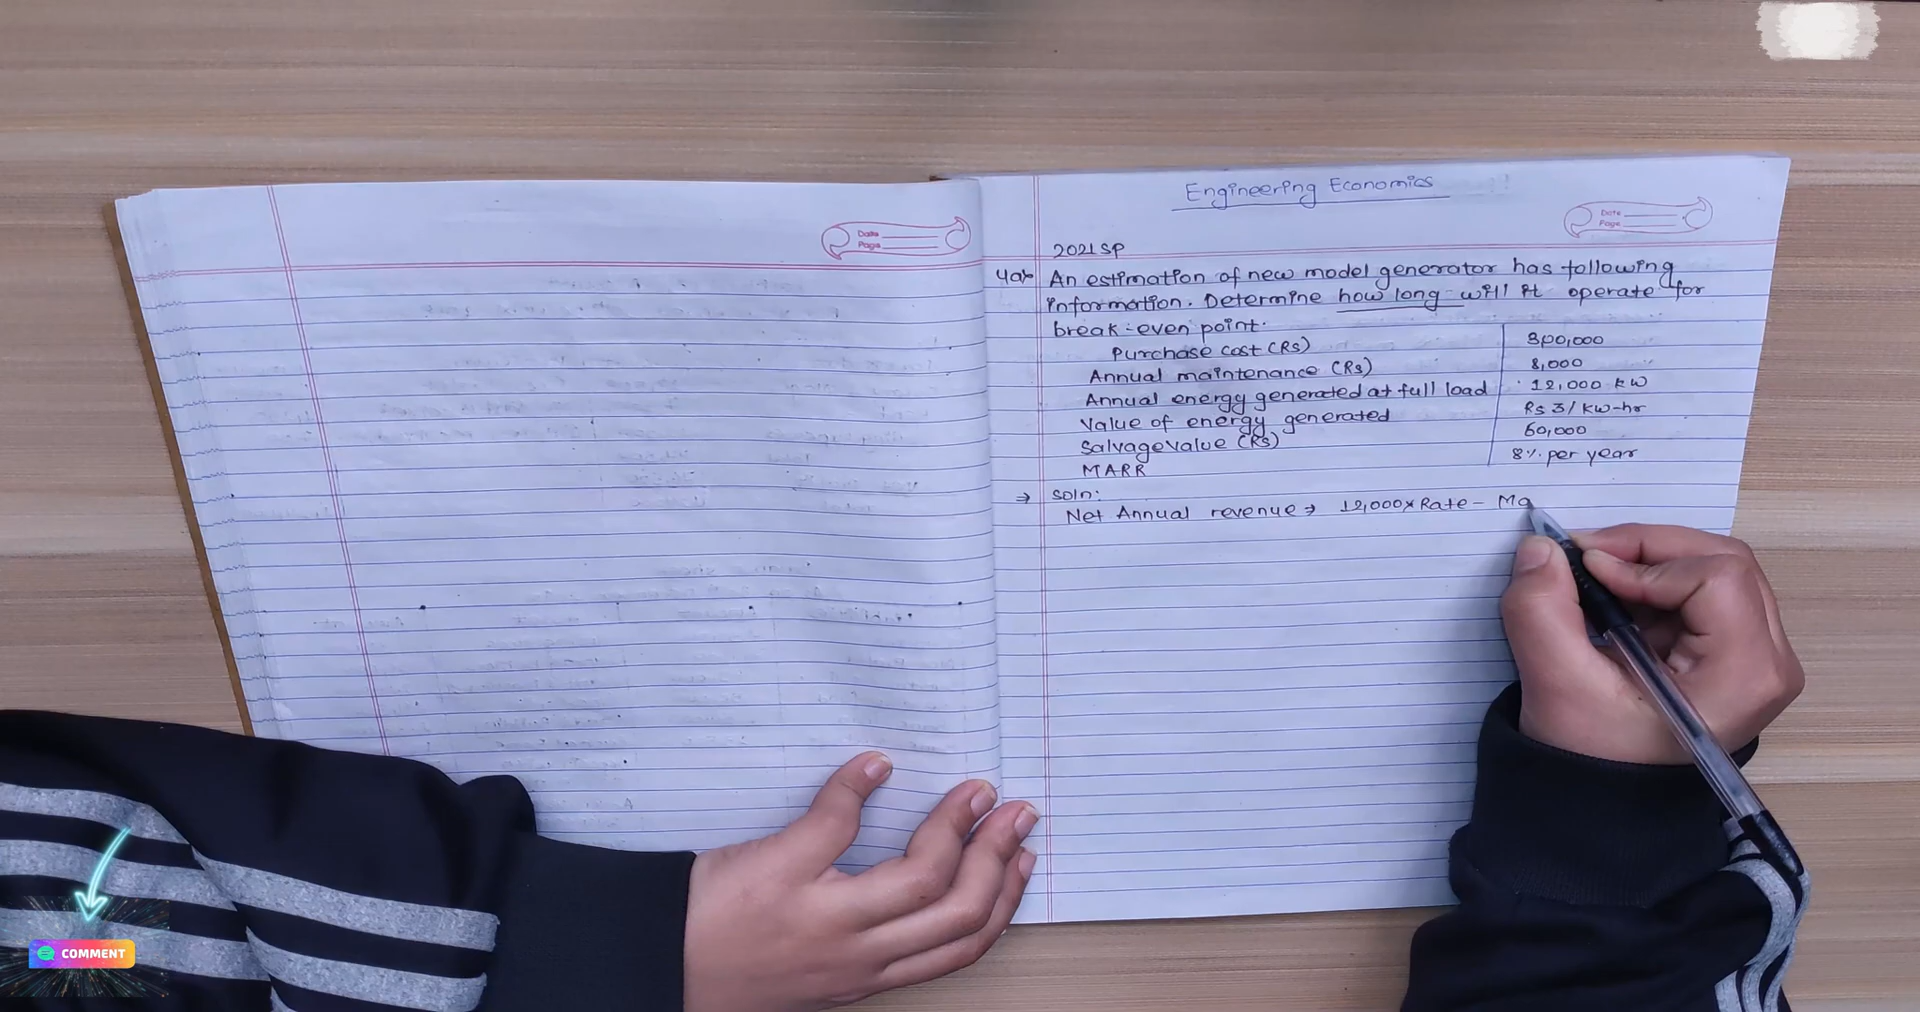 Engineering Economics
Date
Page
Date
Page
2021 SP
4a) An estimation of new model generator has following
information. Determine how long will it operate for
break-even point.
Purchase cost (Rs) 300,000
Annual maintenance (Rs) 8,000
Annual energy generated at full load 12,000 kw
Value of energy generated Rs 3/kw-hr
Salvage value (Rs) 60,000
MARR 8% per year
→ Soln:
Net Annual revenue → 12,000×Rate - Ma
COMMENT